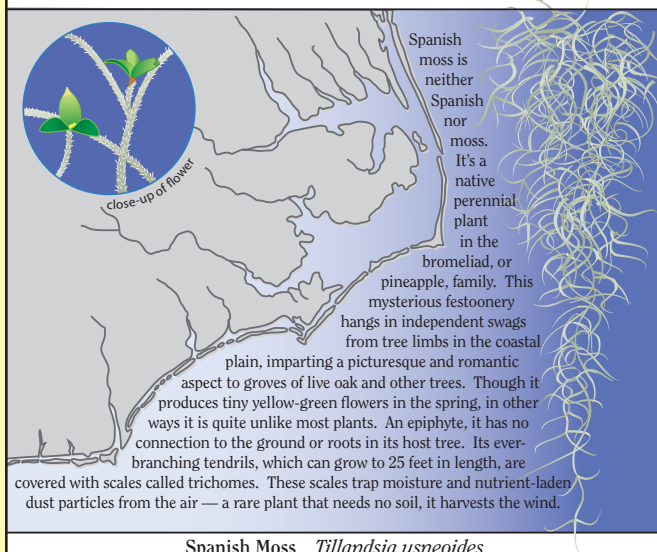 close-up of flower
Spanish
moss is
neither
Spanish
nor
moss.
It's a
native
perennial
plant
in the
bromeliad, or
pineapple, family. This
mysterious festoonery
hangs in independent swags
from tree limbs in the coastal
plain, imparting a picturesque and romantic
aspect to groves of live oak and other trees. Though it
produces tiny yellow-green flowers in the spring, in other
ways it is quite unlike most plants. An epiphyte, it has no
connection to the ground or roots in its host tree. Its ever-
branching tendrils, which can grow to 25 feet in length, are
covered with scales called trichomes. These scales trap moisture and nutrient-laden
dust particles from the air — a rare plant that needs no soil, it harvests the wind.
Spanish Moss Tillandsia usneoides